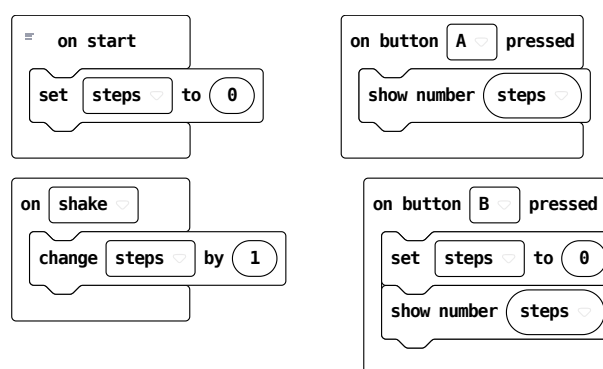 on start
set steps to 0
on button A pressed
show number steps
on shake
change steps by 1
on button B pressed
set steps to 0
show number steps